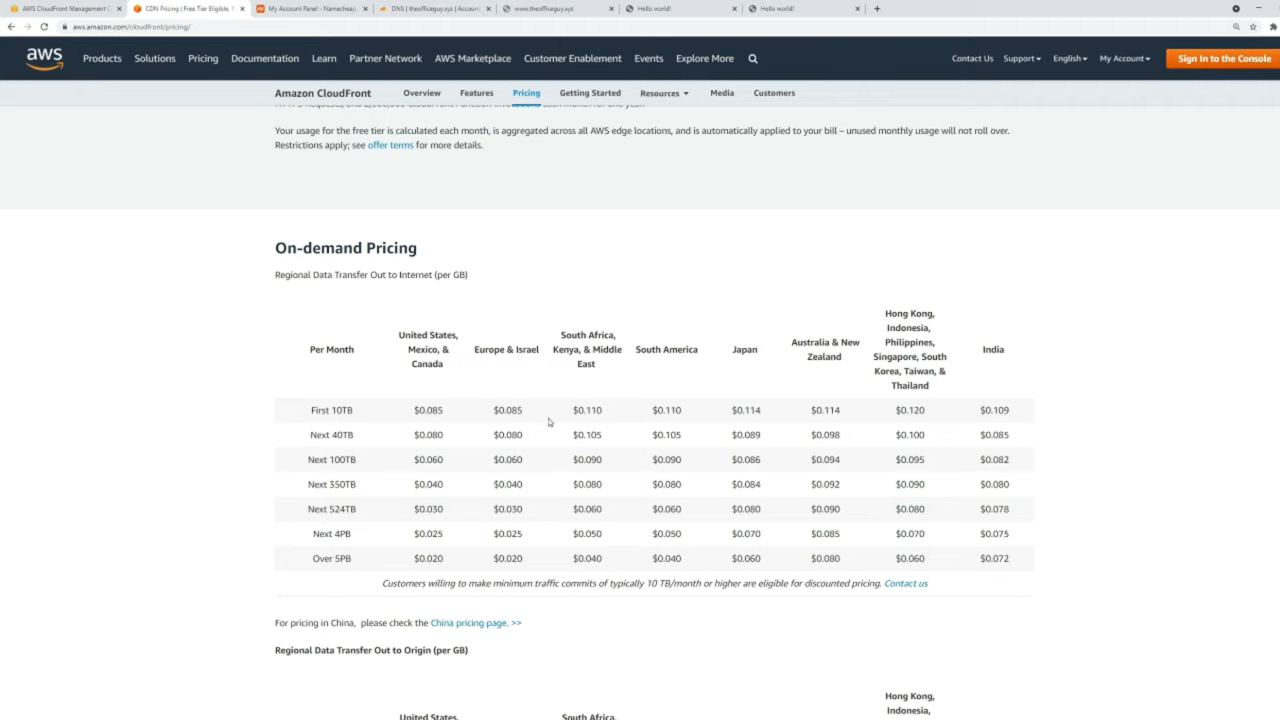 AWS CloudFront Management C
CDN Pricing | Free Tier Eligible,
My Account Panel - Namecheap
DNS | theofficeguy.xyz | Account
www.theofficeguy.xyz
Hello world!
Hello world!
aws.amazon.com/cloudfront/pricing/
aws
Products
Solutions
Pricing
Documentation
Learn
Partner Network
AWS Marketplace
Customer Enablement
Events
Explore More
Contact Us
Support
English
My Account
Sign In to the Console
Amazon CloudFront
Overview
Features
Pricing
Getting Started
Resources
Media
Customers
Your usage for the free tier is calculated each month, is aggregated across all AWS edge locations, and is automatically applied to your bill – unused monthly usage will not roll over.
Restrictions apply; see offer terms for more details.
On-demand Pricing
Regional Data Transfer Out to Internet (per GB)
Per Month
United States,
Mexico, &
Canada
Europe & Israel
South Africa,
Kenya, & Middle
East
South America
Japan
Australia & New
Zealand
Hong Kong,
Indonesia,
Philippines,
Singapore, South
Korea, Taiwan, &
Thailand
India
First 10TB $0.085 $0.085 $0.110 $0.110 $0.114 $0.114 $0.120 $0.109
Next 40TB $0.080 $0.080 $0.105 $0.105 $0.089 $0.098 $0.100 $0.085
Next 100TB $0.060 $0.060 $0.090 $0.090 $0.086 $0.094 $0.095 $0.082
Next 350TB $0.040 $0.040 $0.080 $0.080 $0.084 $0.092 $0.090 $0.080
Next 524TB $0.030 $0.030 $0.060 $0.060 $0.080 $0.090 $0.080 $0.078
Next 4PB $0.025 $0.025 $0.050 $0.050 $0.070 $0.085 $0.070 $0.075
Over 5PB $0.020 $0.020 $0.040 $0.040 $0.060 $0.080 $0.060 $0.072
Customers willing to make minimum traffic commits of typically 10 TB/month or higher are eligible for discounted pricing. Contact us
For pricing in China, please check the China pricing page. >>
Regional Data Transfer Out to Origin (per GB)
Hong Kong,
Indonesia,
United States,
South Africa,